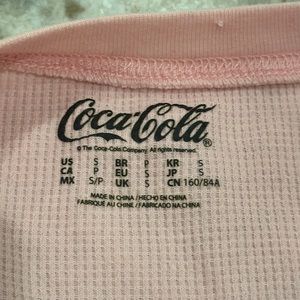 Coca-Cola®
© The Coca-Cola Company. All rights reserved.
US S BR P KR S
CA P EU S JP S
MX S/P UK S CN 160/84A
MADE IN CHINA / HECHO EN CHINA
FABRIQUÉ AU CHINE / FABRICADO NA CHINA